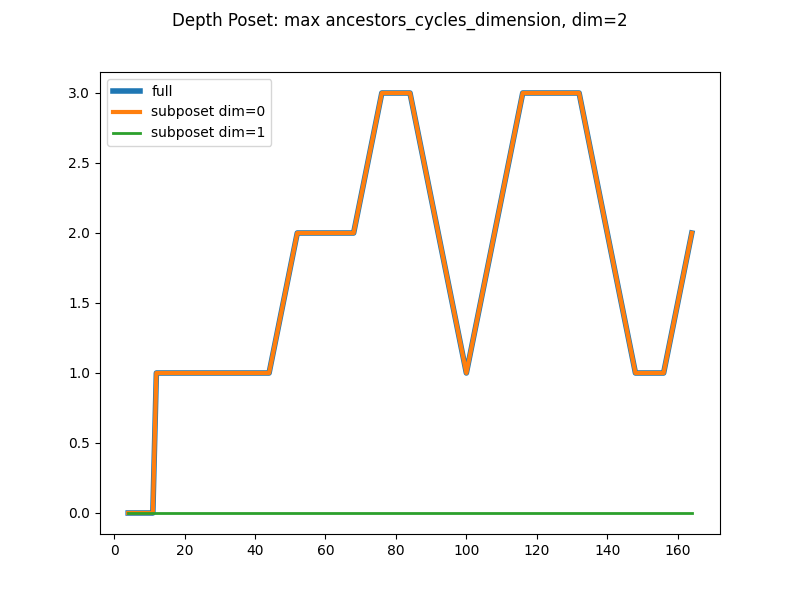 Depth Poset: max ancestors_cycles_dimension, dim=2
full
subposet dim=0
subposet dim=1
3.0
2.5
2.0
1.5
1.0
0.5
0.0
0 20 40 60 80 100 120 140 160